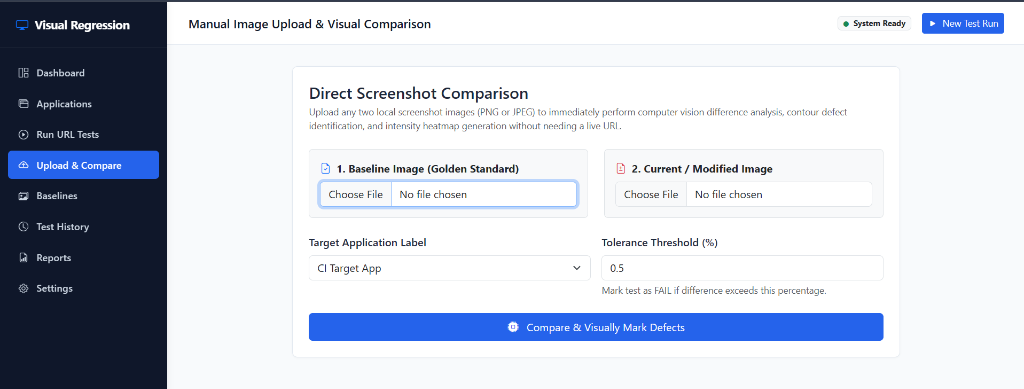 Visual Regression
Manual Image Upload & Visual Comparison
System Ready
New Test Run
Dashboard
Applications
Run URL Tests
Upload & Compare
Baselines
Test History
Reports
Settings
Direct Screenshot Comparison
Upload any two local screenshot images (PNG or JPEG) to immediately perform computer vision difference analysis, contour defect
identification, and intensity heatmap generation without needing a live URL.
1. Baseline Image (Golden Standard)
Choose File No file chosen
2. Current / Modified Image
Choose File No file chosen
Target Application Label
CI Target App
Tolerance Threshold (%)
0.5
Mark test as FAIL if difference exceeds this percentage.
Compare & Visually Mark Defects